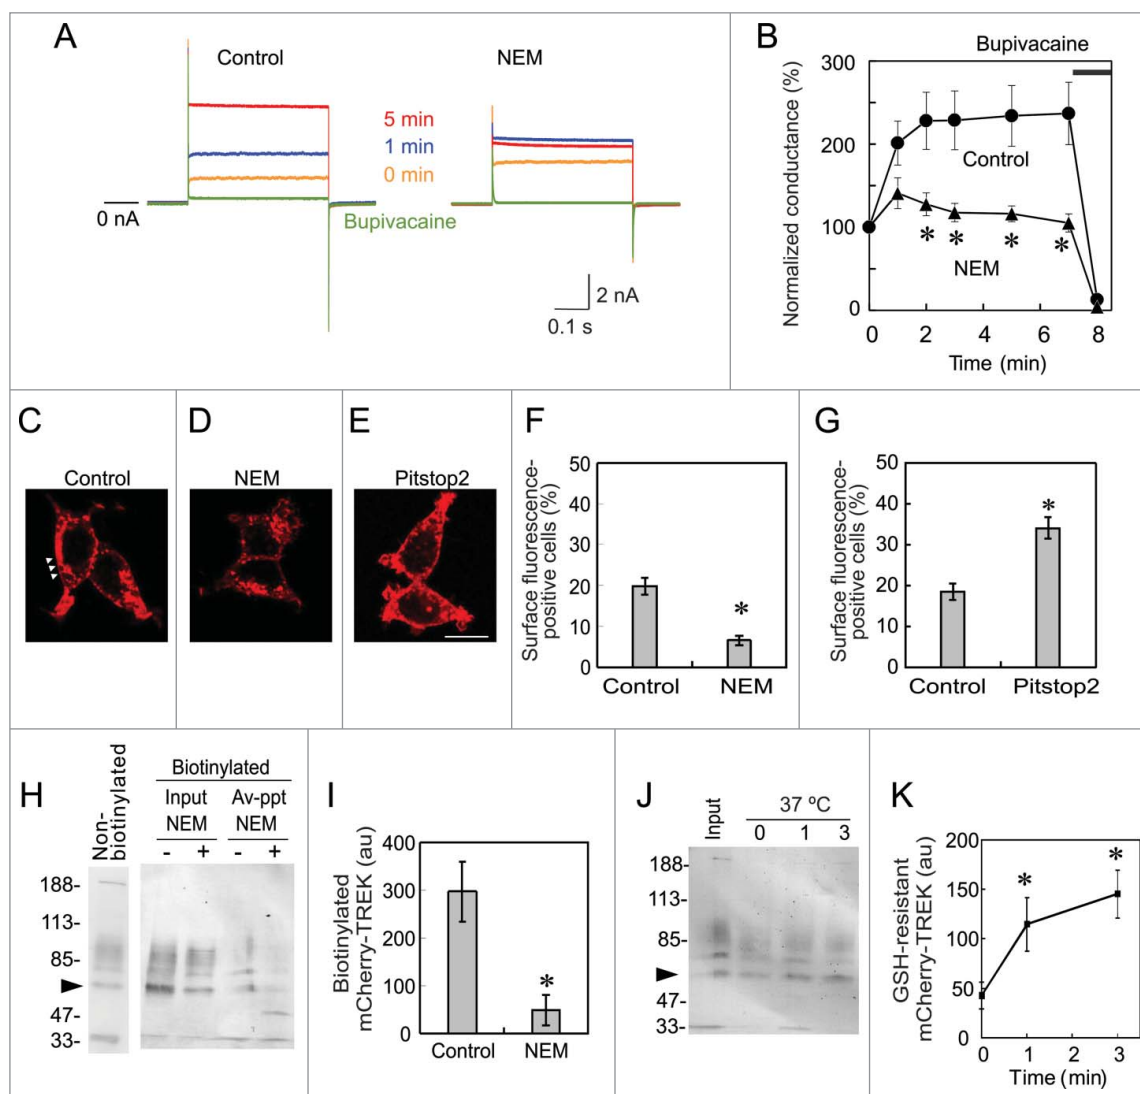 A
Control
NEM
5 min
1 min
0 min
0 nA
Bupivacaine
2 nA
0.1 s
B
Bupivacaine
Normalized conductance (%)
300
200
100
0
Control
*
*
*
*
NEM
0
2
4
6
8
Time (min)
C
Control
D
NEM
E
Pitstop2
F
Surface fluorescence-
positive cells (%)
50
40
30
20
10
0
*
Control
NEM
G
Surface fluorescence-
positive cells (%)
50
40
30
20
10
0
*
Control
Pitstop2
H
Non-
biotinylated
Biotinylated
Input Av-ppt
NEM NEM
- + - +
188-
113-
85-
47-
33-
I
Biotinylated
mCherry-TREK (au)
400
300
200
100
0
*
Control
NEM
J
Input
37 ºC
0 1 3
188-
113-
85-
47-
33-
K
GSH-resistant
mCherry-TREK (au)
200
150
100
50
0
*
*
0
1
2
3
Time (min)